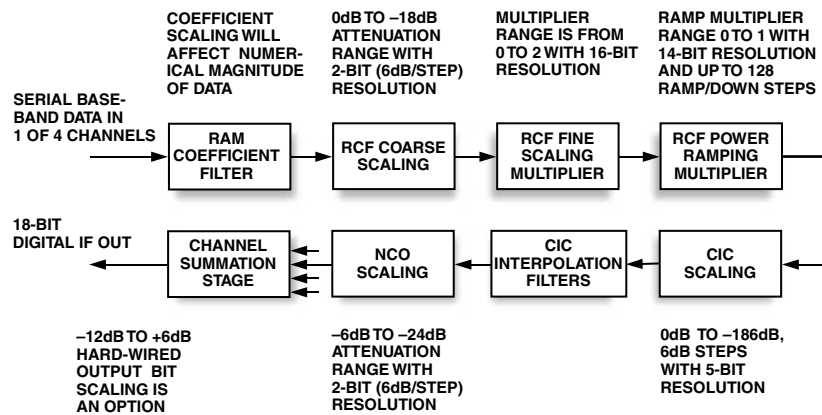 COEFFICIENT
SCALING WILL
AFFECT NUMER-
ICAL MAGNITUDE
OF DATA
0dB TO –18dB
ATTENUATION
RANGE WITH
2-BIT (6dB/STEP)
RESOLUTION
MULTIPLIER
RANGE IS FROM
0 TO 2 WITH 16-BIT
RESOLUTION
RAMP MULTIPLIER
RANGE 0 TO 1 WITH
14-BIT RESOLUTION
AND UP TO 128
RAMP/DOWN STEPS
SERIAL BASE-
BAND DATA IN
1 OF 4 CHANNELS
RAM
COEFFICIENT
FILTER
RCF COARSE
SCALING
RCF FINE
SCALING
MULTIPLIER
RCF POWER
RAMPING
MULTIPLIER
18-BIT
DIGITAL IF OUT
CHANNEL
SUMMATION
STAGE
NCO
SCALING
CIC
INTERPOLATION
FILTERS
CIC
SCALING
–12dB TO +6dB
HARD-WIRED
OUTPUT BIT
SCALING IS
AN OPTION
–6dB TO –24dB
ATTENUATION
RANGE WITH
2-BIT (6dB/STEP)
RESOLUTION
0dB TO –186dB,
6dB STEPS
WITH 5-BIT
RESOLUTION